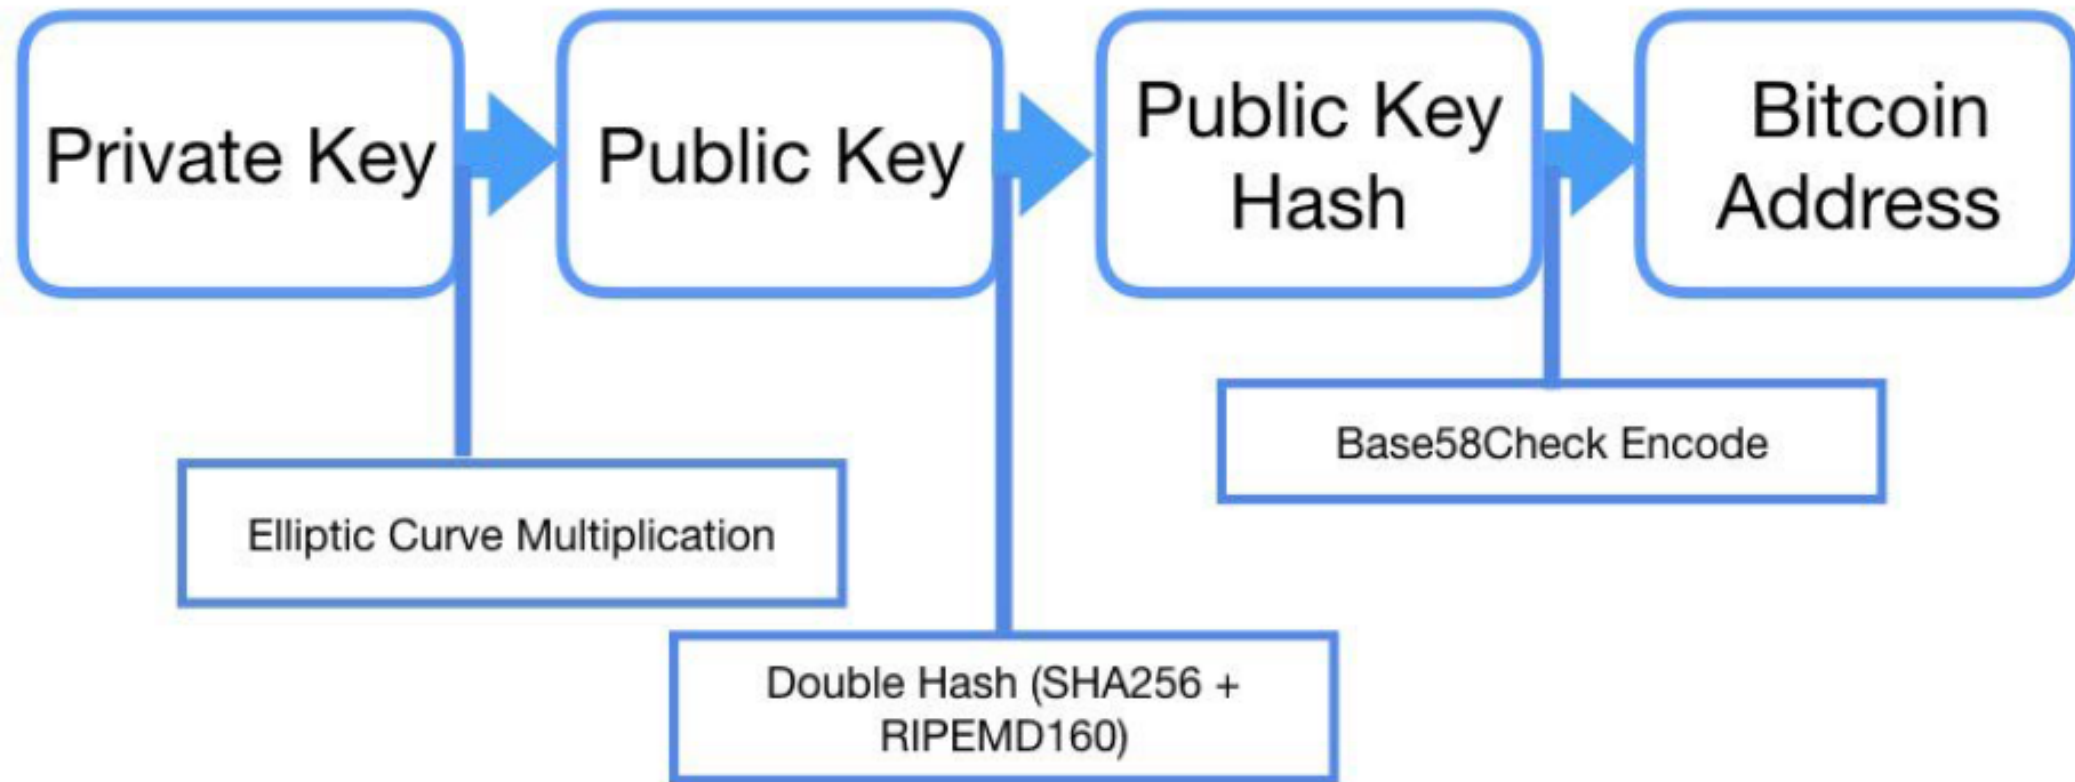 Private Key
Public Key
Public Key
Hash
Bitcoin
Address
Elliptic Curve Multiplication
Double Hash (SHA256 +
RIPEMD160)
Base58Check Encode